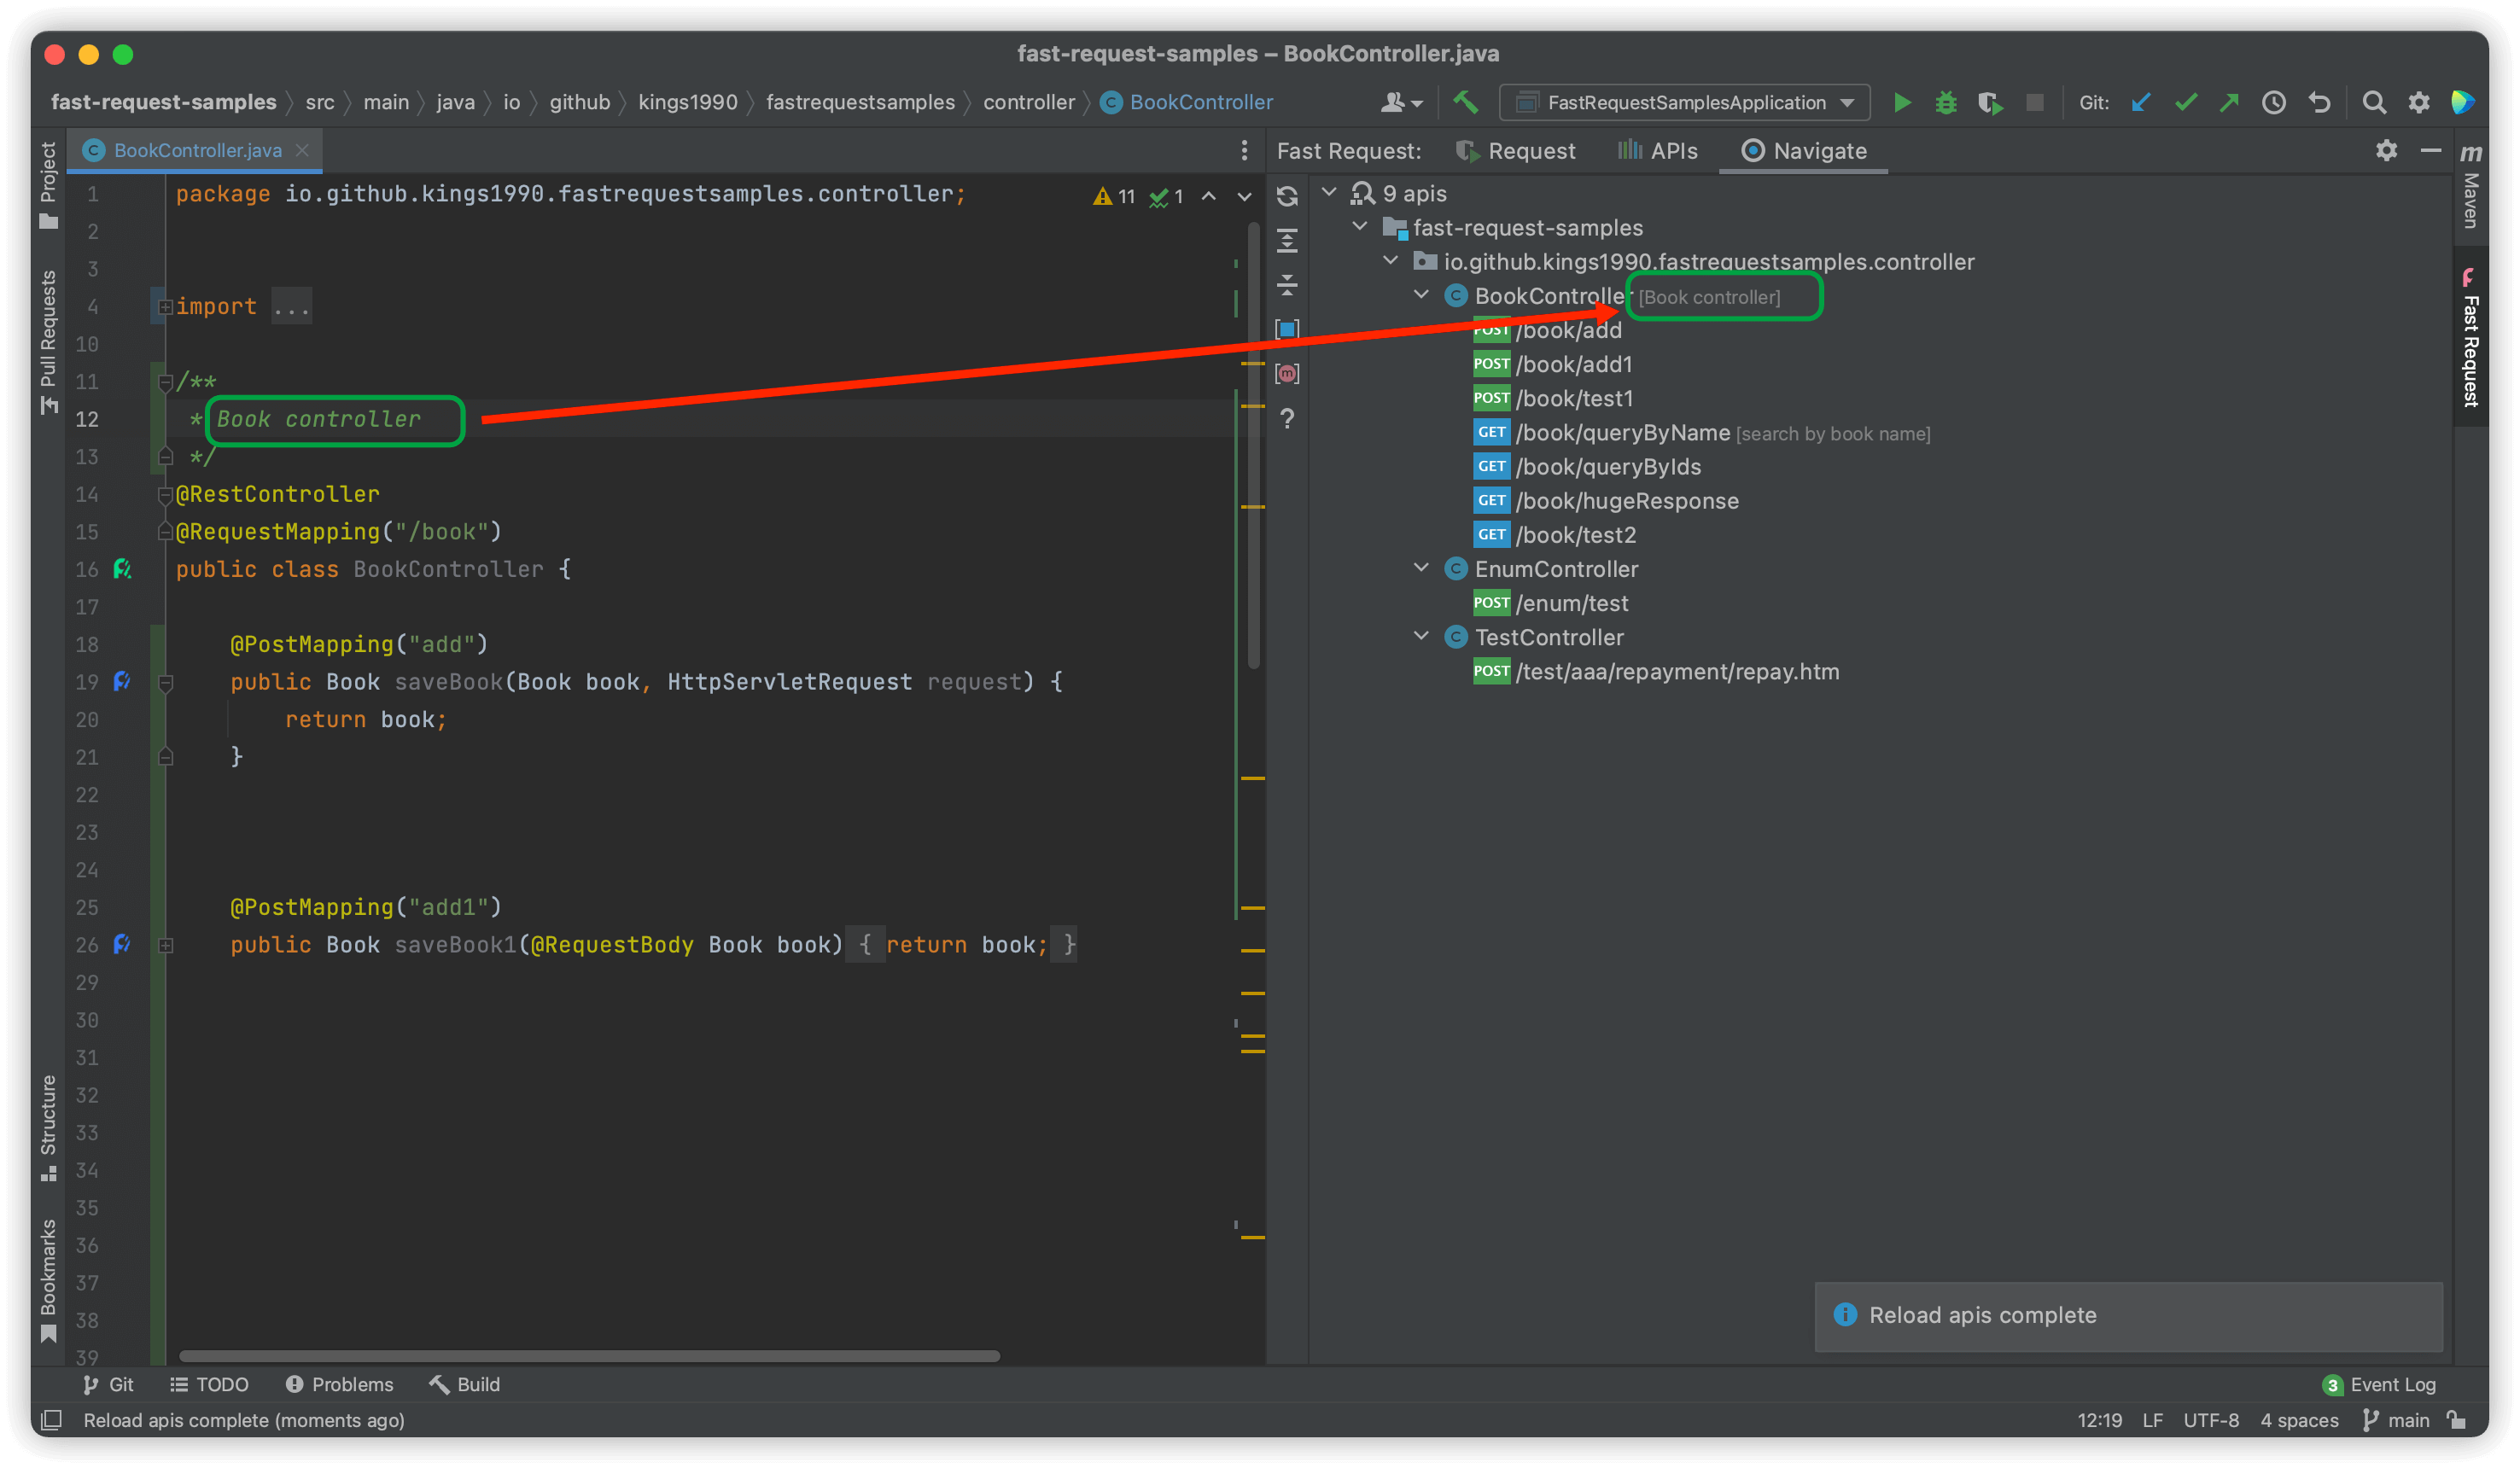 fast-request-samples – BookController.java
fast-request-samples src main java io github kings1990 fastrequestsamples controller BookController
FastRequestSamplesApplication
Git:
Project
Pull Requests
Structure
Bookmarks
BookController.java
1 package io.github.kings1990.fastrequestsamples.controller;
11 1
2
3
4 import ...
10
11 /**
12 * Book controller
13 */
14 @RestController
15 @RequestMapping("/book")
16 public class BookController {
17
18 @PostMapping("add")
19 public Book saveBook(Book book, HttpServletRequest request) {
20 return book;
21 }
22
23
24
25 @PostMapping("add1")
26 public Book saveBook1(@RequestBody Book book) { return book; }
29
30
31
32
33
34
35
36
37
38
39
Fast Request: Request APIs Navigate
9 apis
fast-request-samples
io.github.kings1990.fastrequestsamples.controller
BookController [Book controller]
POST /book/add
POST /book/add1
POST /book/test1
GET /book/queryByName [search by book name]
GET /book/queryByIds
GET /book/hugeResponse
GET /book/test2
EnumController
POST /enum/test
TestController
POST /test/aaa/repayment/repay.htm
m
?
m
Maven
Fast Request
Reload apis complete
Git TODO Problems Build
3 Event Log
Reload apis complete (moments ago)
12:19 LF UTF-8 4 spaces main